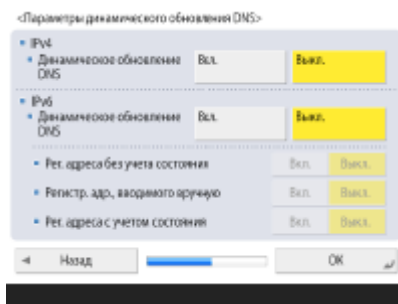 <Параметры динамического обновления DNS>
IPv4
Динамическое обновление Вкл. Выкл.
DNS
IPv6
Динамическое обновление Вкл. Выкл.
DNS
Рег. адреса без учета состояния Вкл. Выкл.
Регистр. адр., вводимого вручную Вкл. Выкл.
Рег. адреса с учетом состояния Вкл. Выкл.
Назад OK